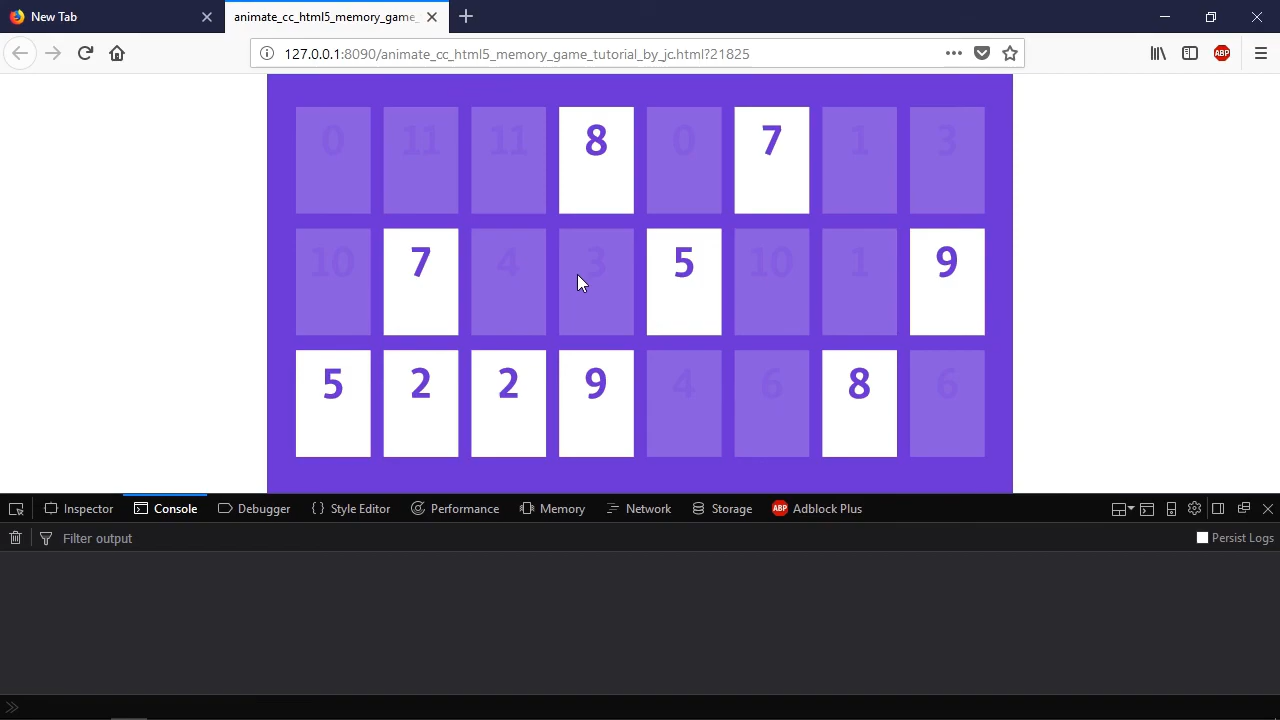 New Tab
animate_cc_html5_memory_game_
127.0.0.1:8090/animate_cc_html5_memory_game_tutorial_by_jc.html?21825
ABP
0 11 11 8 0 7 1 3
10 7 4 3 5 10 1 9
5 2 2 9 4 6 8 6
Inspector Console Debugger Style Editor Performance Memory Network Storage ABP Adblock Plus
Filter output Persist Logs